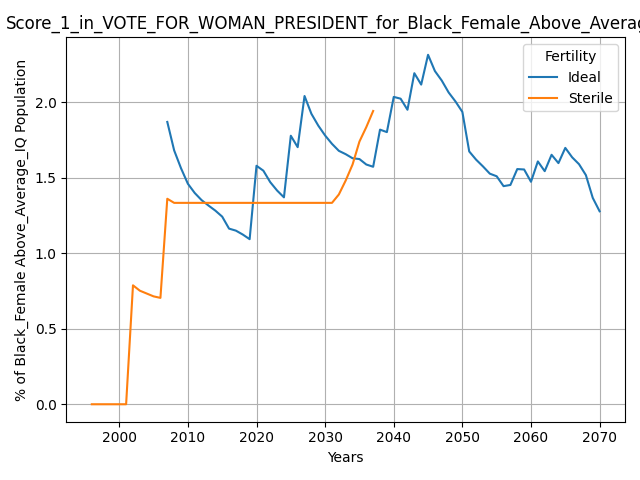 Score_1_in_VOTE_FOR_WOMAN_PRESIDENT_for_Black_Female_Above_Averag
% of Black_Female Above_Average_IQ Population
Fertility
Ideal
Sterile
2.0
1.5
1.0
0.5
0.0
2000 2010 2020 2030 2040 2050 2060 2070
Years